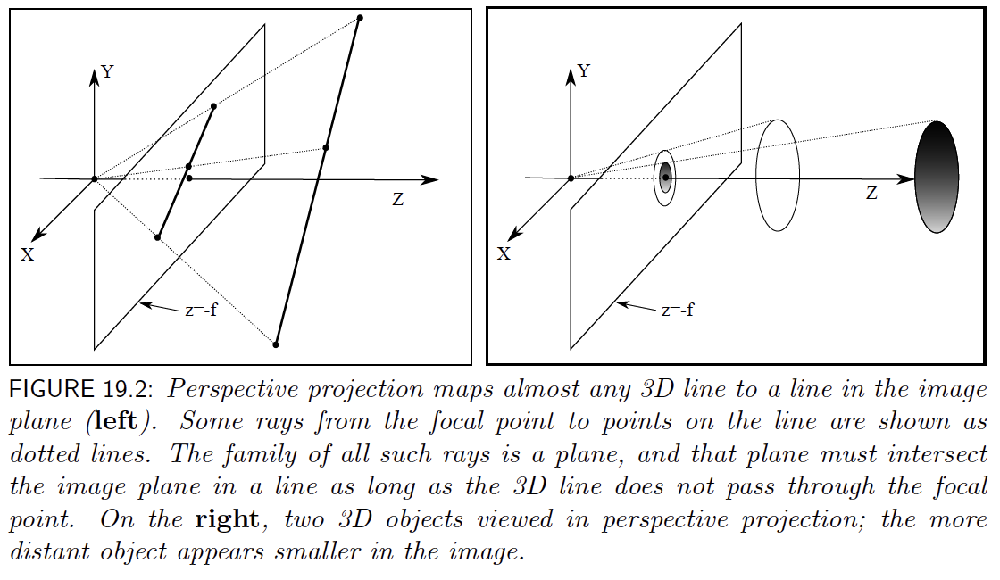 Y
Z
X
z=-f
Y
Z
X
z=-f
FIGURE 19.2: Perspective projection maps almost any 3D line to a line in the image
plane (left). Some rays from the focal point to points on the line are shown as
dotted lines. The family of all such rays is a plane, and that plane must intersect
the image plane in a line as long as the 3D line does not pass through the focal
point. On the right, two 3D objects viewed in perspective projection; the more
distant object appears smaller in the image.